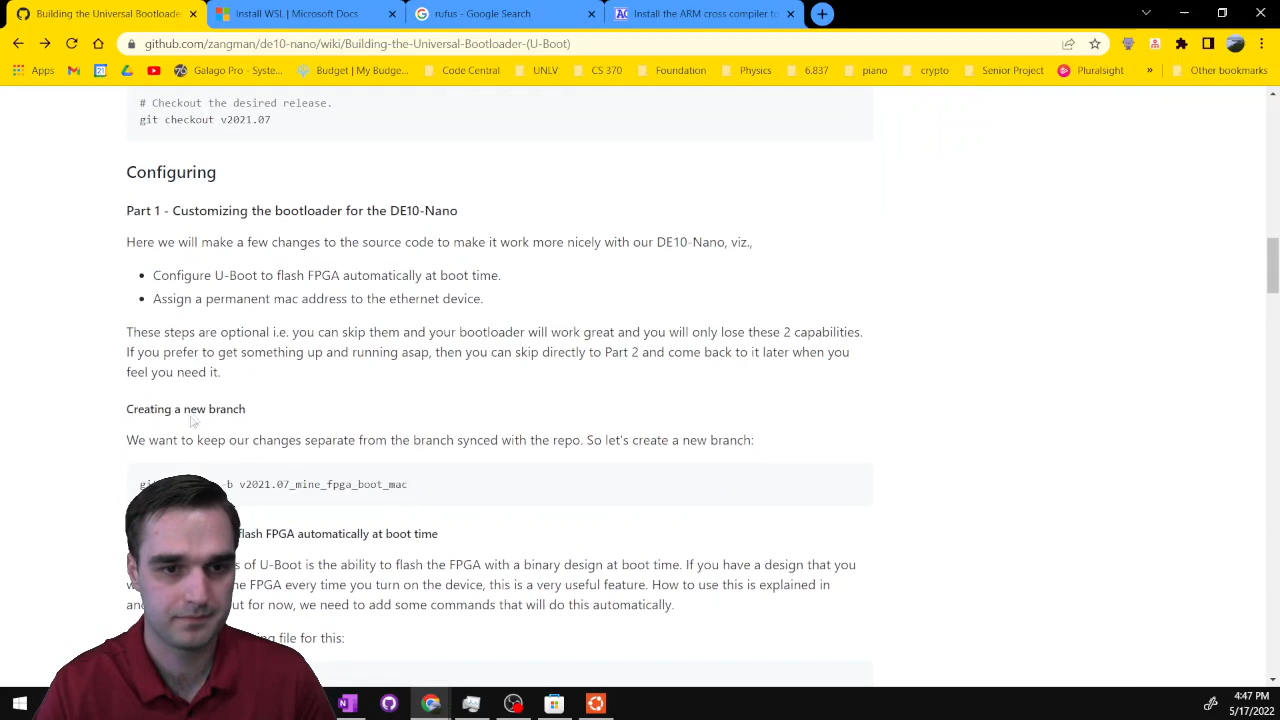 Building the Universal Bootloade
Install WSL | Microsoft Docs
rufus - Google Search
Install the ARM cross compiler to
github.com/zangman/de10-nano/wiki/Building-the-Universal-Bootloader-(U-Boot)
Apps
Galago Pro - Syste...
Budget | My Budge...
Code Central
UNLV
CS 370
Foundation
Physics
6.837
piano
crypto
Senior Project
Pluralsight
»
Other bookmarks
# Checkout the desired release.
git checkout v2021.07
Configuring
Part 1 - Customizing the bootloader for the DE10-Nano
Here we will make a few changes to the source code to make it work more nicely with our DE10-Nano, viz.,
• Configure U-Boot to flash FPGA automatically at boot time.
• Assign a permanent mac address to the ethernet device.
These steps are optional i.e. you can skip them and your bootloader will work great and you will only lose these 2 capabilities.
If you prefer to get something up and running asap, then you can skip directly to Part 2 and come back to it later when you
feel you need it.
Creating a new branch
We want to keep our changes separate from the branch synced with the repo. So let's create a new branch:
-b v2021.07_mine_fpga_boot_mac
flash FPGA automatically at boot time
of U-Boot is the ability to flash the FPGA with a binary design at boot time. If you have a design that you
the FPGA every time you turn on the device, this is a very useful feature. How to use this is explained in
for now, we need to add some commands that will do this automatically.
file for this:
4:47 PM
5/17/2022